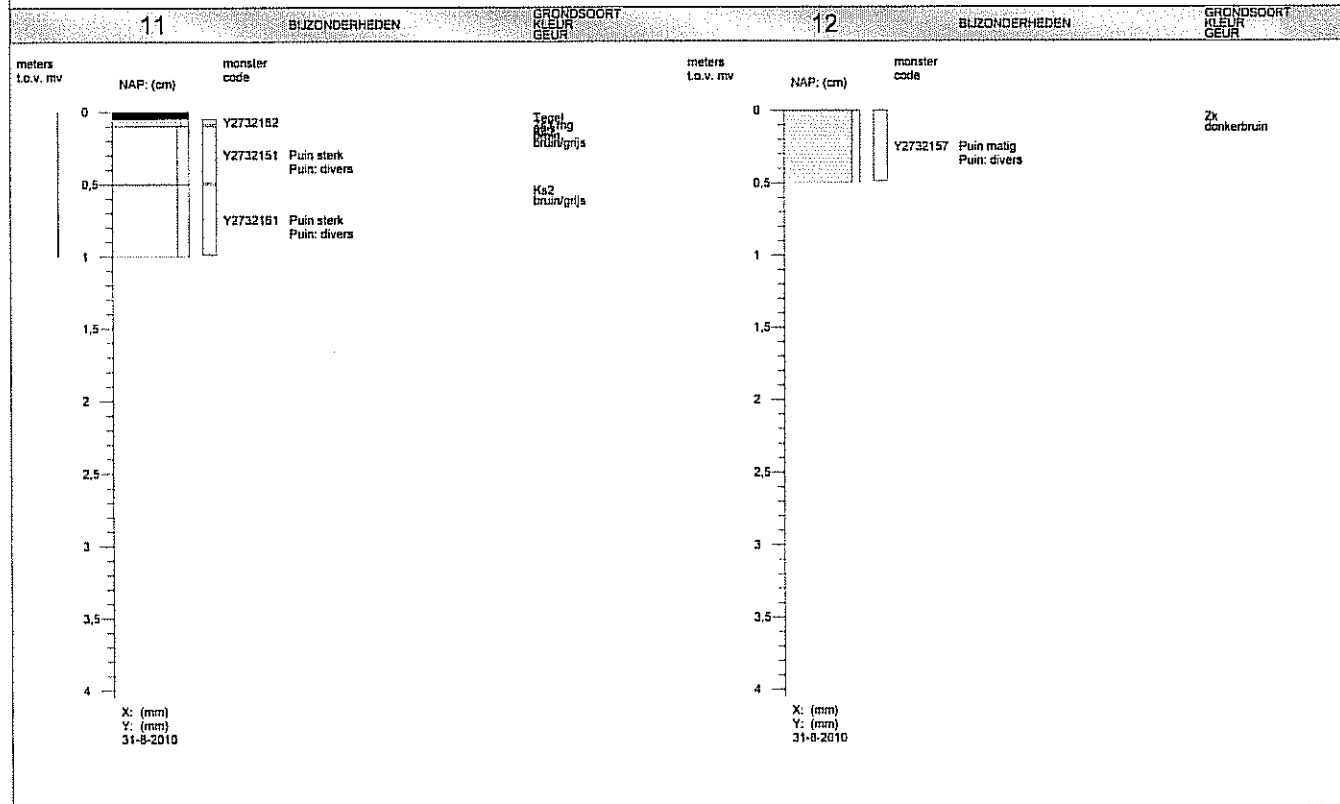 11
BIJZONDERHEDEN
GRONDSOORT
KLEUR
GEUR
meters
t.o.v. mv
NAP: (cm)
monster
code
0
Y2732162
Tegel
Y2732151 Puin sterk
Puin: divers
bruin/grijs
0,5
Ks2
bruin/grijs
Y2732161 Puin sterk
Puin: divers
1
1,5
2
2,5
3
3,5
4
X: (mm)
Y: (mm)
31-8-2010
12
BIJZONDERHEDEN
GRONDSOORT
KLEUR
GEUR
meters
t.o.v. mv
NAP: (cm)
monster
code
0
Zk
donkerbruin
Y2732157 Puin matig
Puin: divers
0,5
1
1,5
2
2,5
3
3,5
4
X: (mm)
Y: (mm)
31-8-2010